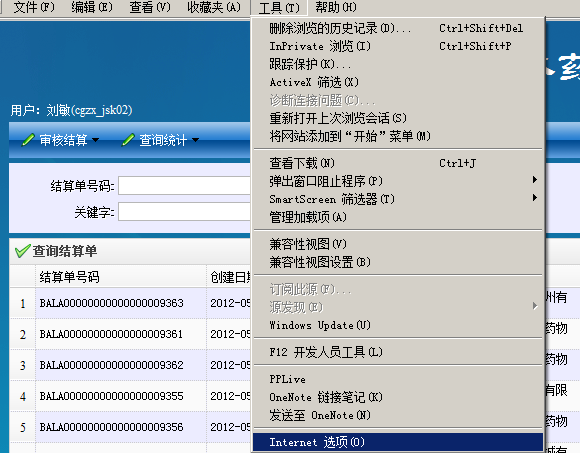 文件(F) 编辑(E) 查看(V) 收藏夹(A) 工具(T) 帮助(H)
删除浏览的历史记录(D)... Ctrl+Shift+Del
InPrivate 浏览(I) Ctrl+Shift+P
跟踪保护(K)...
ActiveX 筛选(X)
诊断连接问题(C)...
重新打开上次浏览会话(S)
将网站添加到“开始”菜单(M)
查看下载(N) Ctrl+J
弹出窗口阻止程序(P)
SmartScreen 筛选器(T)
管理加载项(A)
兼容性视图(V)
兼容性视图设置(B)
订阅此源(F)...
源发现(E)
Windows Update(U)
F12 开发人员工具(L)
PPLive
OneNote 链接笔记(K)
发送至 OneNote(N)
Internet 选项(O)
药
用户：刘敏(cgzx_jsk02)
审核结算 查询统计
结算单号码:
关键字:
查询结算单
结算单号码 创建日期
1 BALA00000000000000009363 2012-05 州有
2 BALA00000000000000009361 2012-05 药物
3 BALA00000000000000009362 2012-05 药物
4 BALA00000000000000009355 2012-05 有限
5 BALA00000000000000009356 2012-05 药物